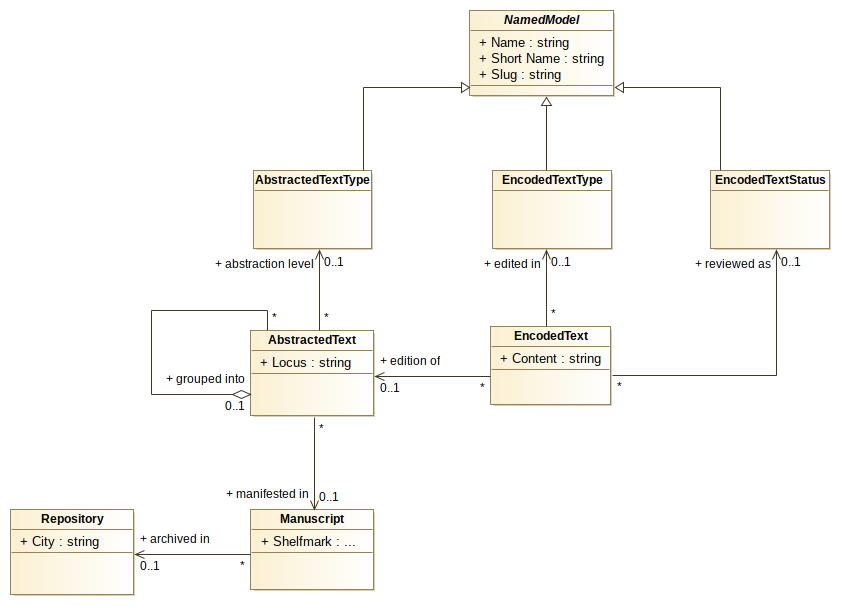 NamedModel
+ Name : string
+ Short Name : string
+ Slug : string
AbstractedTextType
EncodedTextType
EncodedTextStatus
+ abstraction level
0..1
+ edited in
0..1
+ reviewed as
0..1
*
*
*
AbstractedText
+ Locus : string
EncodedText
+ Content : string
+ edition of
+ grouped into
0..1
0..1
*
*
*
+ manifested in
0..1
Repository
+ City : string
Manuscript
+ Shelfmark : ...
+ archived in
0..1
*